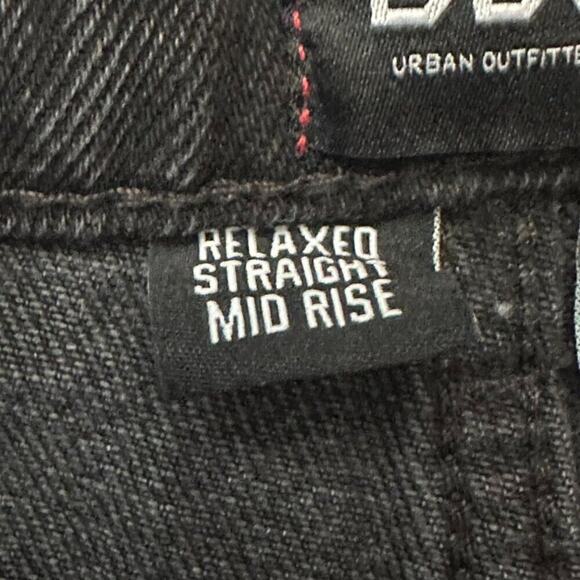 URBAN OUTFITTE
RELAXED
STRAIGHT
MID RISE